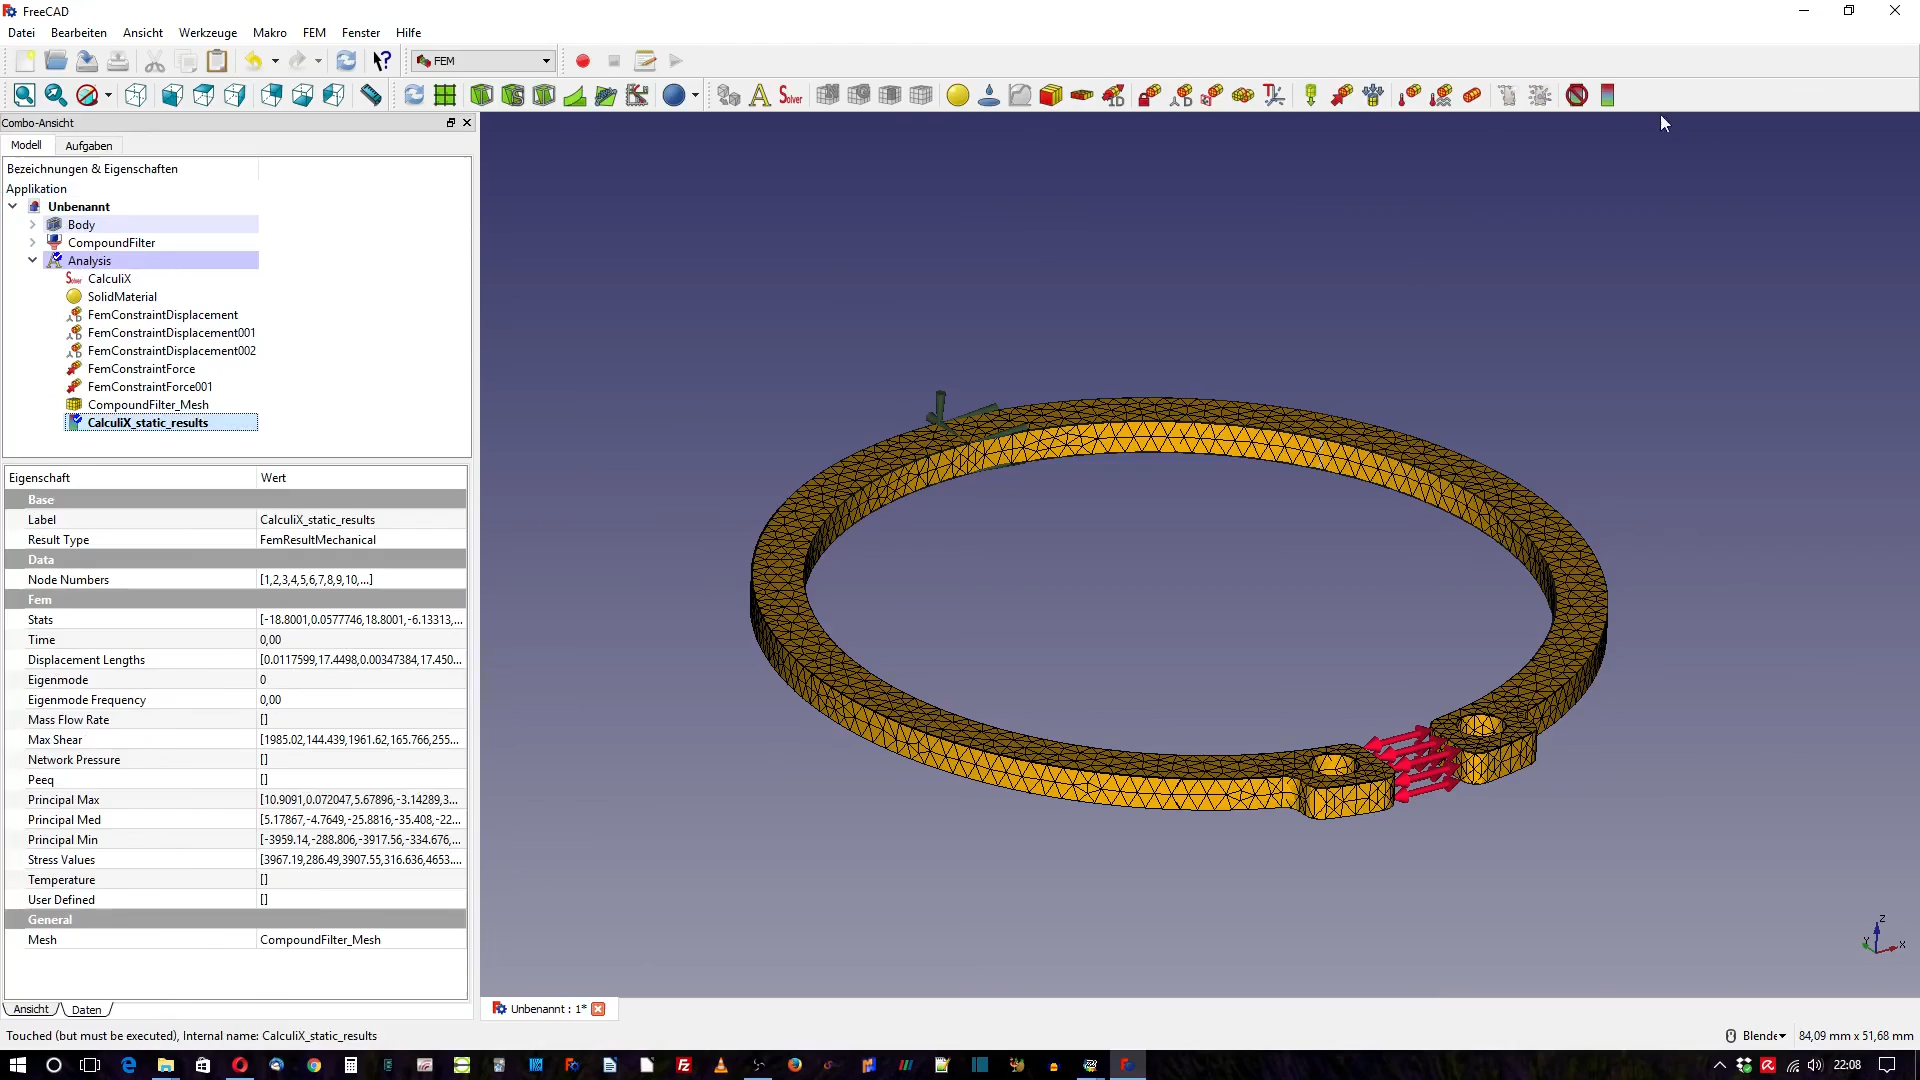 FreeCAD
Datei Bearbeiten Ansicht Werkzeuge Makro FEM Fenster Hilfe
FEM
Solver
1D
Combo-Ansicht
Modell Aufgaben
Bezeichnungen & Eigenschaften
Applikation
Unbenannt
Body
CompoundFilter
Analysis
CalculiX
SolidMaterial
FemConstraintDisplacement
FemConstraintDisplacement001
FemConstraintDisplacement002
FemConstraintForce
FemConstraintForce001
CompoundFilter_Mesh
CalculiX_static_results
Eigenschaft Wert
Base
Label CalculiX_static_results
Result Type FemResultMechanical
Data
Node Numbers [1,2,3,4,5,6,7,8,9,10,...]
Fem
Stats [-18.8001,0.0577746,18.8001,-6.13313,...
Time 0,00
Displacement Lengths [0.0117599,17.4498,0.00347384,17.450...
Eigenmode 0
Eigenmode Frequency 0,00
Mass Flow Rate []
Max Shear [1985.02,144.439,1961.62,165.766,255...
Network Pressure []
Peeq []
Principal Max [10.9091,0.072047,5.67896,-3.14289,3...
Principal Med [5.17867,-4.7649,-25.8816,-35.408,-22...
Principal Min [-3959.14,-288.806,-3917.56,-334.676,...
Stress Values [3967.19,286.49,3907.55,316.636,4653....
Temperature []
User Defined []
General
Mesh CompoundFilter_Mesh
Z
Y X
Ansicht Daten
Unbenannt : 1*
Touched (but must be executed), Internal name: CalculiX_static_results
Blende 84,09 mm x 51,68 mm
22:08